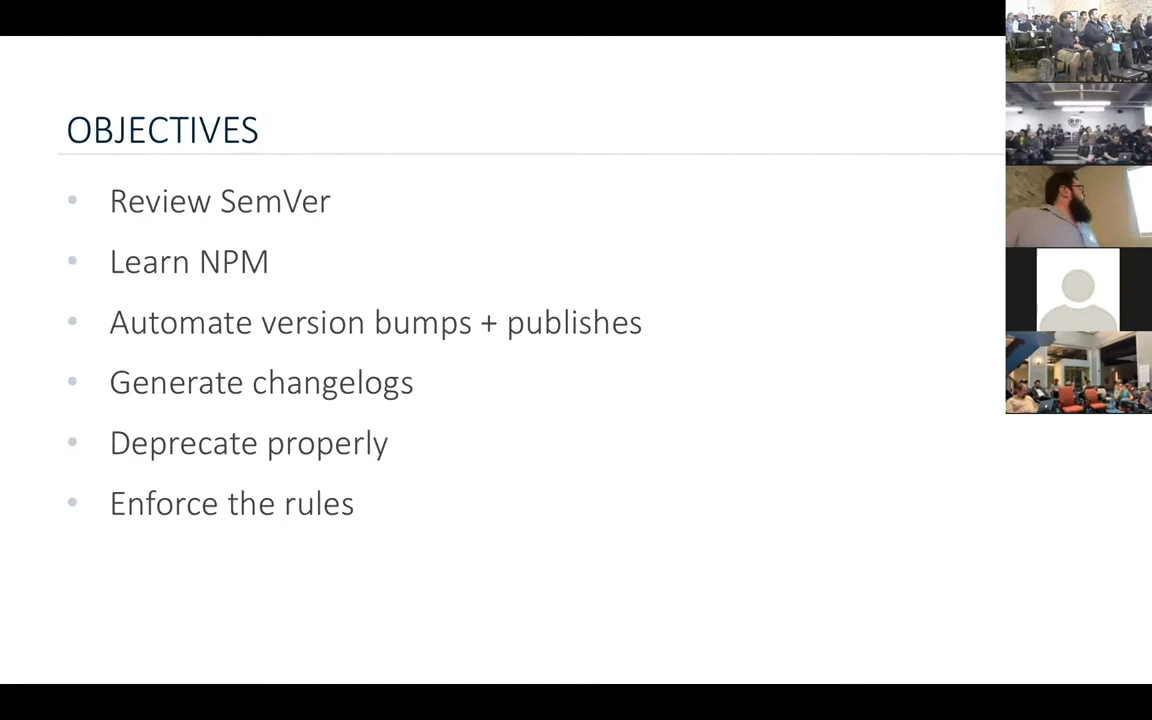 OBJECTIVES
• Review SemVer
• Learn NPM
• Automate version bumps + publishes
• Generate changelogs
• Deprecate properly
• Enforce the rules